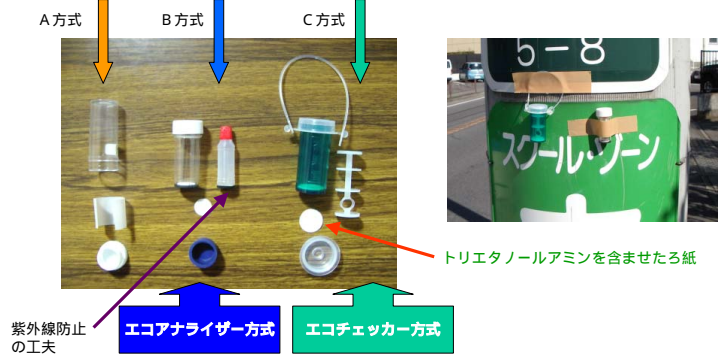 A方式
B方式
C方式
5-8
スクール・ゾーン
トリエタノールアミンを含ませたろ紙
紫外線防止
の工夫
エコアナライザー方式
エコチェッカー方式